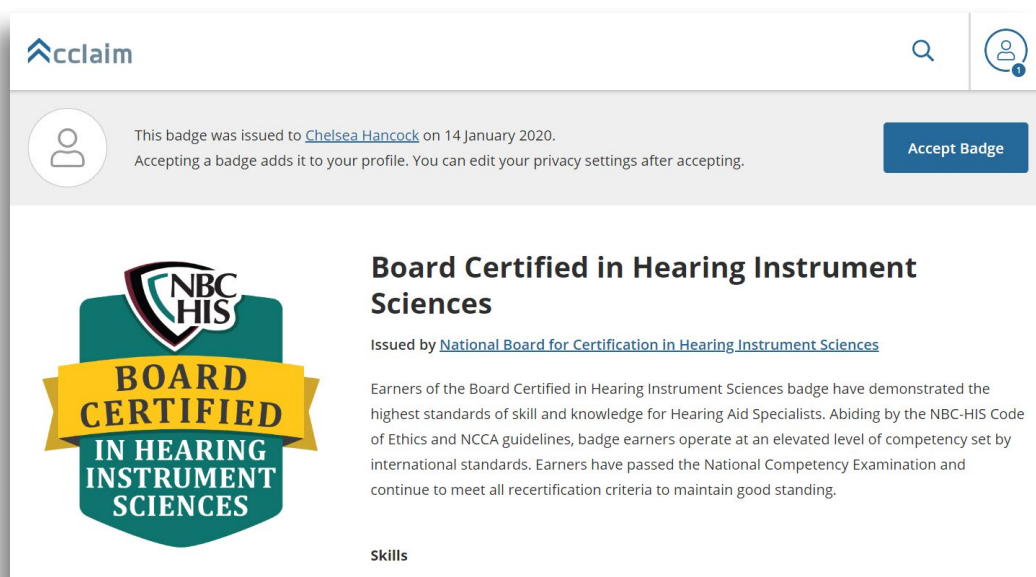 Acclaim
1
This badge was issued to Chelsea Hancock on 14 January 2020.
Accepting a badge adds it to your profile. You can edit your privacy settings after accepting.
Accept Badge
NBC
HIS
BOARD
CERTIFIED
IN HEARING
INSTRUMENT
SCIENCES
Board Certified in Hearing Instrument
Sciences
Issued by National Board for Certification in Hearing Instrument Sciences
Earners of the Board Certified in Hearing Instrument Sciences badge have demonstrated the
highest standards of skill and knowledge for Hearing Aid Specialists. Abiding by the NBC-HIS Code
of Ethics and NCCA guidelines, badge earners operate at an elevated level of competency set by
international standards. Earners have passed the National Competency Examination and
continue to meet all recertification criteria to maintain good standing.
Skills